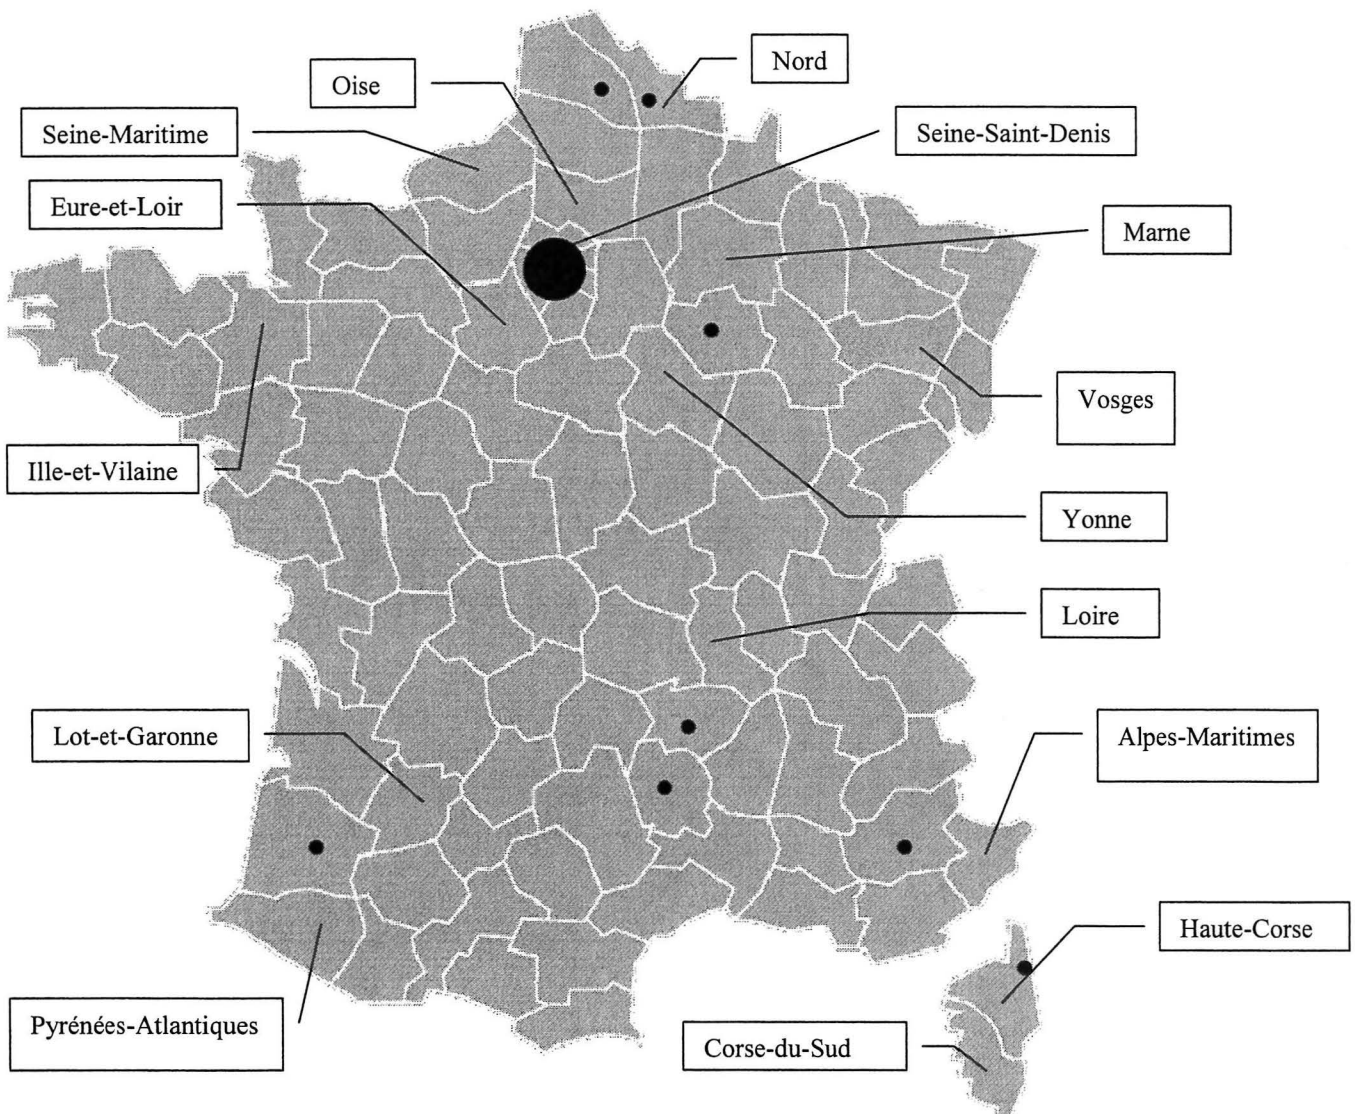 Nord
Oise
Seine-Maritime
Seine-Saint-Denis
Eure-et-Loir
Marne
Vosges
Ille-et-Vilaine
Yonne
Loire
Lot-et-Garonne
Alpes-Maritimes
Haute-Corse
Pyrénées-Atlantiques
Corse-du-Sud